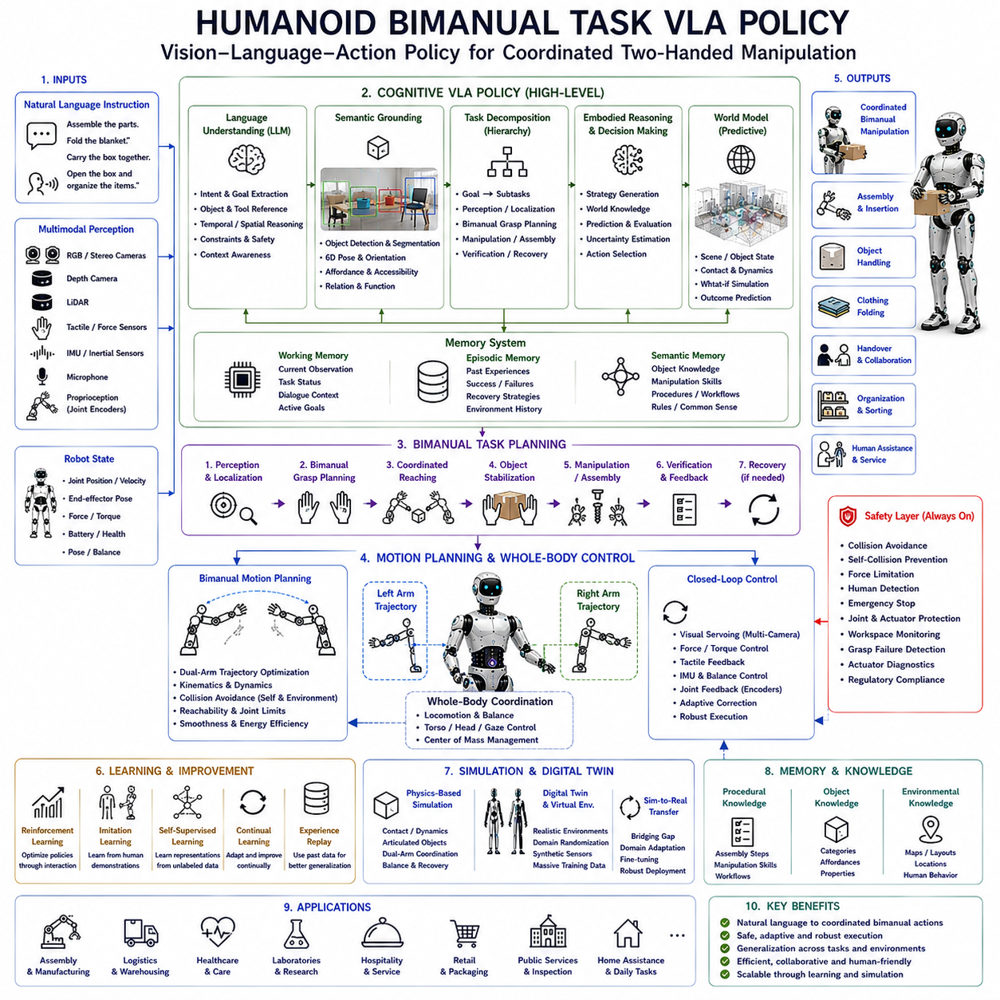 HUMANOID BIMANUAL TASK VLA POLICY
Vision–Language–Action Policy for Coordinated Two-Handed Manipulation
1. INPUTS
Natural Language Instruction
Assemble the parts.
Fold the blanket."
Carry the box together.
Open the box and
organize the items."
Multimodal Perception
RGB / Stereo Cameras
Depth Camera
LiDAR
Tactile / Force Sensors
IMU / Inertial Sensors
Microphone
Proprioception
(Joint Encoders)
Robot State
• Joint Position / Velocity
• End-effector Pose
• Force / Torque
• Battery / Health
• Pose / Balance
2. COGNITIVE VLA POLICY (HIGH-LEVEL)
Language
Understanding (LLM)
• Intent & Goal Extraction
• Object & Tool Reference
• Temporal / Spatial Reasoning
• Constraints & Safety
• Context Awareness
Semantic Grounding
• Object Detection & Segmentation
• 6D Pose & Orientation
• Affordance & Accessibility
• Relation & Function
Task Decomposition
(Hierarchy)
• Goal → Subtasks
• Perception / Localization
• Bimanual Grasp Planning
• Manipulation / Assembly
• Verification / Recovery
Embodied Reasoning
& Decision Making
• Strategy Generation
• World Knowledge
• Prediction & Evaluation
• Uncertainty Estimation
• Action Selection
World Model
(Predictive)
• Scene / Object State
• Contact & Dynamics
• Whtat-if Simulation
• Outcome Prediction
Memory System
Working Memory
Current Observation
Task Status
Dialogue Context
Active Goals
Episodic Memory
Past Experiences
Success / Failures
Recovery Strategies
Environment History
Semantic Memory
Object Knowledge
Manipulation Skills
Procedures / Workflows
Rules / Common Sense
3. BIMANUAL TASK PLANNING
1. Perception
& Localization
2. Bimanual
Grasp Planning
3. Coordinated
Reaching
4. Object
Stabilization
5. Manipulation
/ Assembly
6. Verification
& Feedback
7. Recovery
(if needed)
4. MOTION PLANNING & WHOLE-BODY CONTROL
Bimanual Motion Planning
• Dual-Arm Trajectory Optimization
• Kinematics & Dynamics
• Collision Avoidance (Self & Environment)
• Reachability & Joint Limits
• Smoothness & Energy Efficiency
Left Arm
Trajectory
Right Arm
Trajectory
Whole-Body Coordination
• Locomotion & Balance
• Torso / Head / Gaze Control
• Center of Mass Management
Closed-Loop Control
• Visual Servoing (Multi-Camera)
• Force / Torque Control
• Tactile Feedback
• IMU & Balance Control
• Joint Feedback (Encoders)
• Adaptive Correction
• Robust Execution
5. OUTPUTS
Coordinated
Bimanual
Manipulation
Assembly
& Insertion
Object
Handling
Clothing
Folding
Handover
& Collaboration
Organization
& Sorting
Human Assistance
& Service
Safety Layer (Always On)
• Collision Avoidance
• Self-Collision Prevention
• Force Limitation
• Human Detection
• Emergency Stop
• Joint & Actuator Protection
• Workspace Monitoring
• Grasp Failure Detection
• Actuator Diagnostics
• Regulatory Compliance
6. LEARNING & IMPROVEMENT
Reinforcement
Learning
Optimize policies
through interaction
Imitation
Learning
Learn from human
demonstrations
Self-Supervised
Learning
Learn representations
from unlabeled data
Continual
Learning
Adapt and improve
continually
Experience
Replay
Use past data for
better generalization
7. SIMULATION & DIGITAL TWIN
Physics-Based
Simulation
Contact / Dynamics
Articulated Objects
Dual-Arm Coordination
Balance & Recovery
Digital Twin
& Virtual Env.
Realistic Environments
Domain Randomization
Synthetic Sensors
Massive Training Data
Sim-to-Real
Transfer
Bridging Gap
Domain Adaptation
Fine-tuning
Robust Deployment
8. MEMORY & KNOWLEDGE
Procedural
Knowledge
Assembly Steps
Manipulation Skills
Workflows
Object
Knowledge
Categories
Affordances
Properties
Environmental
Knowledge
Maps / Layouts
Locations
Human Behavior
9. APPLICATIONS
Assembly
& Manufacturing
Logistics
& Warehousing
Healthcare
& Care
Laboratories
& Research
Hospitality
& Service
Retail
& Packaging
Public Services
& Inspection
Home Assistance
& Daily Tasks
...
10. KEY BENEFITS
Natural language to coordinated bimanual actions
Safe, adaptive and robust execution
Generalization across tasks and environments
Efficient, collaborative and human-friendly
Scalable through learning and simulation